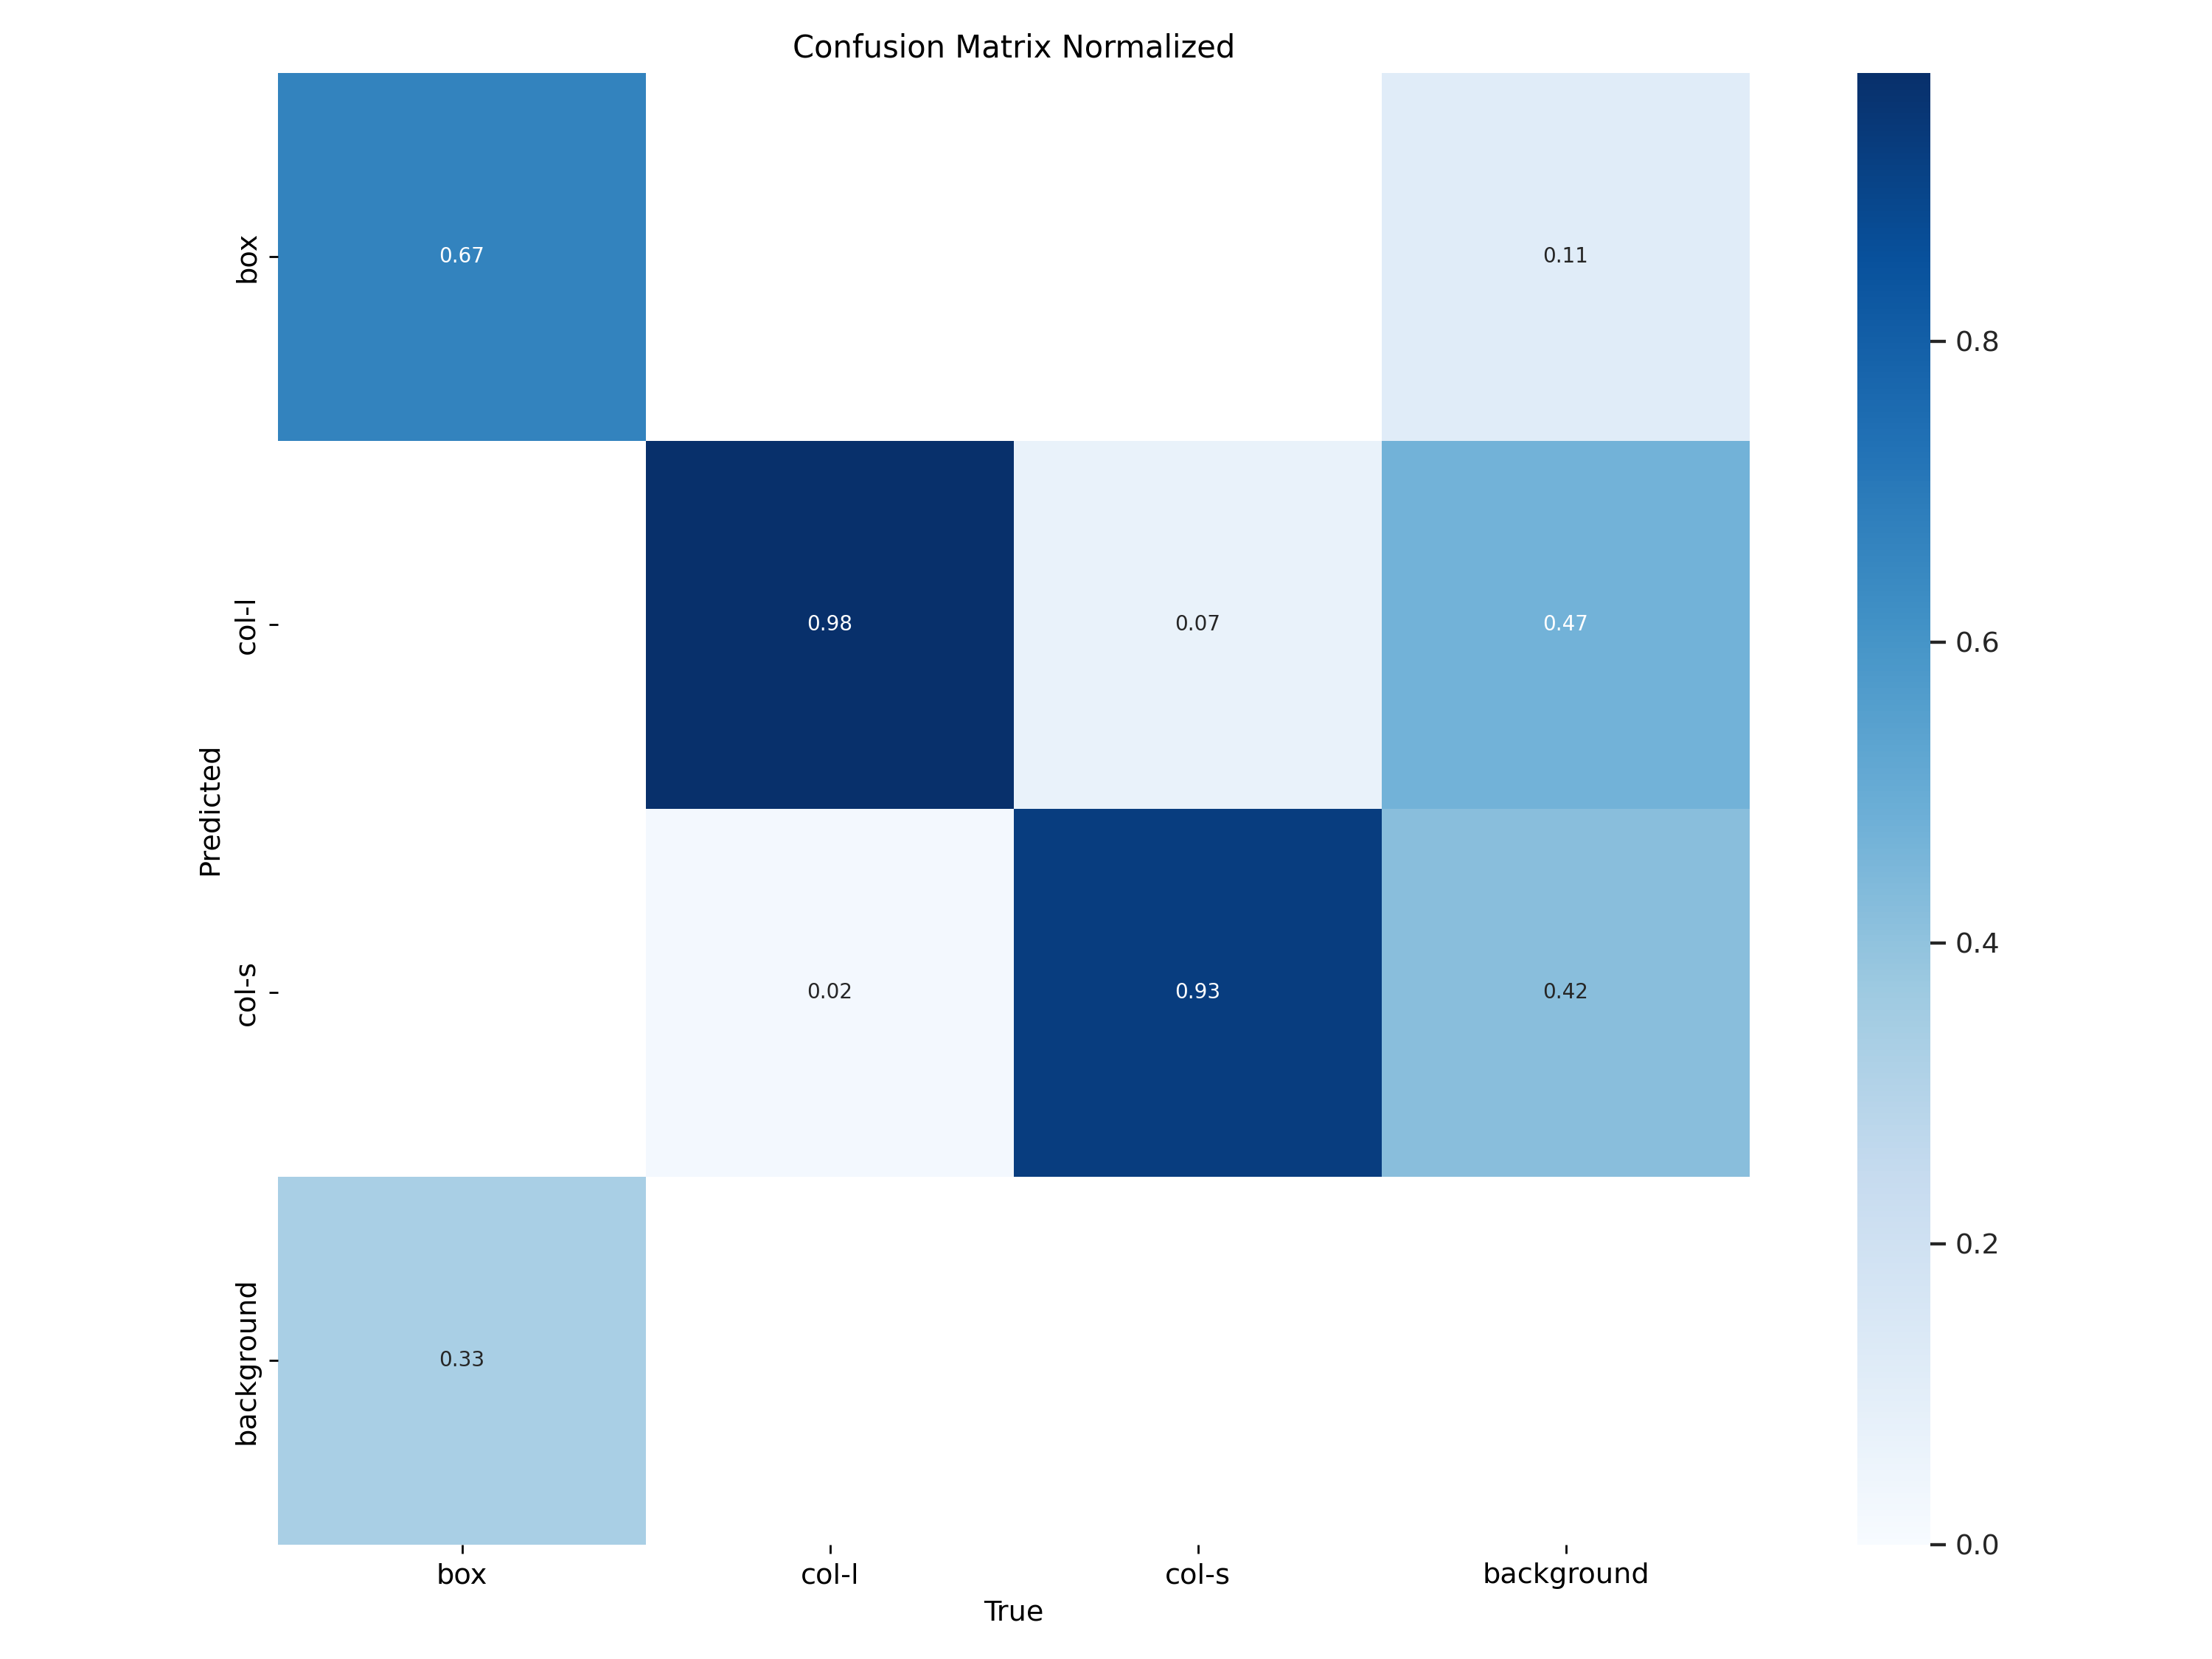 Confusion Matrix Normalized
box
0.67
0.11
col-l
0.98
0.07
0.47
col-s
0.02
0.93
0.42
background
0.33
Predicted
box
col-l
col-s
background
True
0.8
0.6
0.4
0.2
0.0